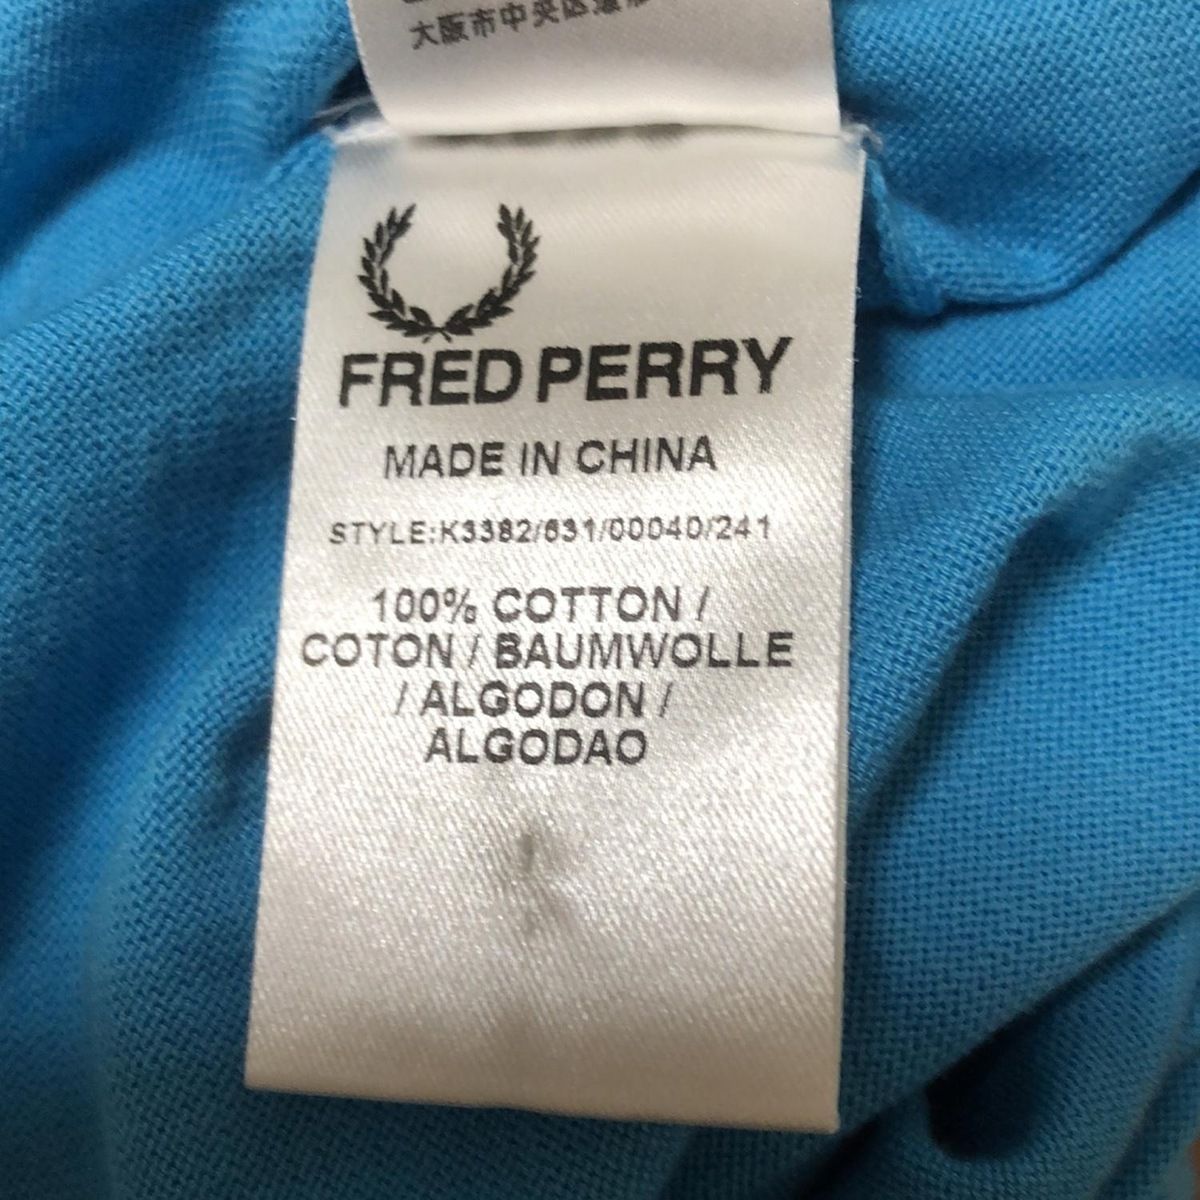 大阪市中央区
FRED PERRY
MADE IN CHINA
STYLE:K3382/631/00040/241
100% COTTON /
COTON / BAUMWOLLE
/ ALGODON /
ALGODAO